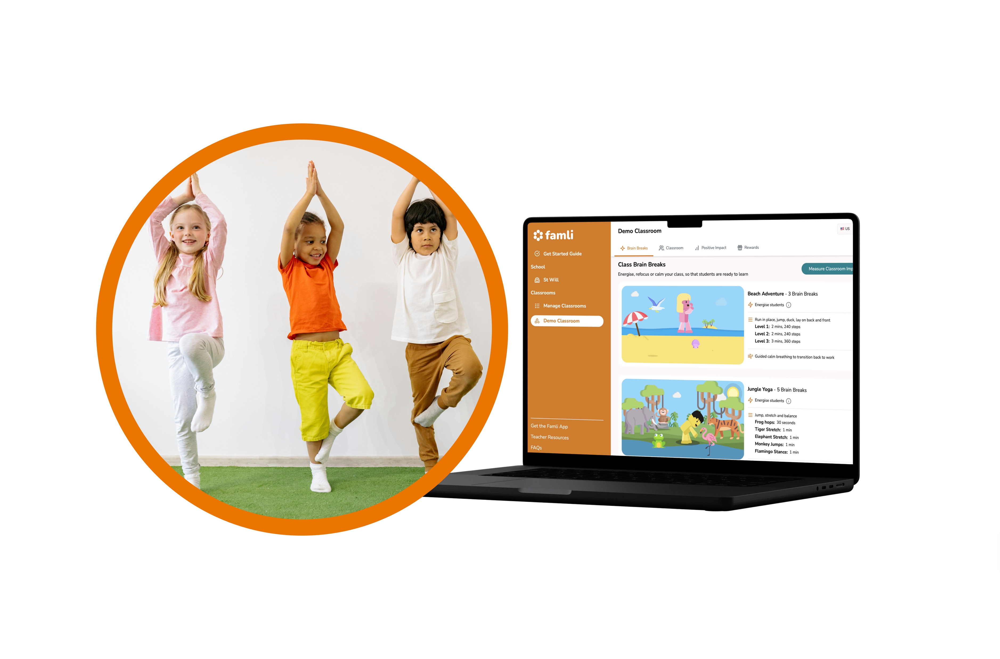 famli
Get Started Guide
School
St Will
Classrooms
Manage Classrooms
Demo Classroom
Get the Famli App
Teacher Resources
FAQs
Demo Classroom
US
Brain Breaks
Classroom
Positive Impact
Rewards
Class Brain Breaks
Energise, refocus or calm your class, so that students are ready to learn
Measure Classroom Imp
Beach Adventure - 3 Brain Breaks
Energise students
Run in place, jump, duck, lay on back and front
Level 1: 2 mins, 240 steps
Level 2: 2 mins, 240 steps
Level 3: 3 mins, 360 steps
Guided calm breathing to transition back to work
Jungle Yoga - 5 Brain Breaks
Energise students
Jump, stretch and balance
Frog hops: 30 seconds
Tiger Stretch: 1 min
Elephant Stretch: 1 min
Monkey Jumps: 1 min
Flamingo Stance: 1 min